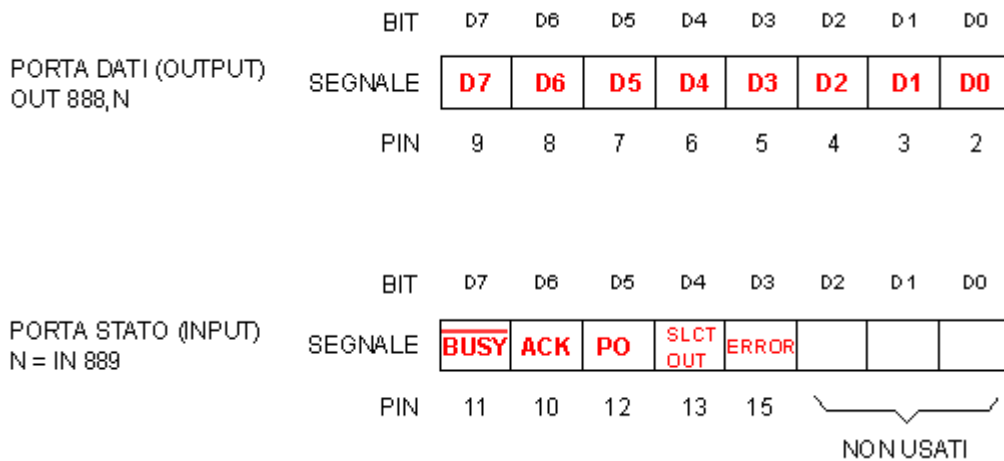 BIT D7 D6 D5 D4 D3 D2 D1 D0
PORTA DATI (OUTPUT)
OUT 888,N
SEGNALE D7 D6 D5 D4 D3 D2 D1 D0
PIN 9 8 7 6 5 4 3 2
BIT D7 D6 D5 D4 D3 D2 D1 D0
PORTA STATO (INPUT)
N = IN 889
SEGNALE BUSY ACK PO SLCT OUT ERROR
PIN 11 10 12 13 15
NON USATI